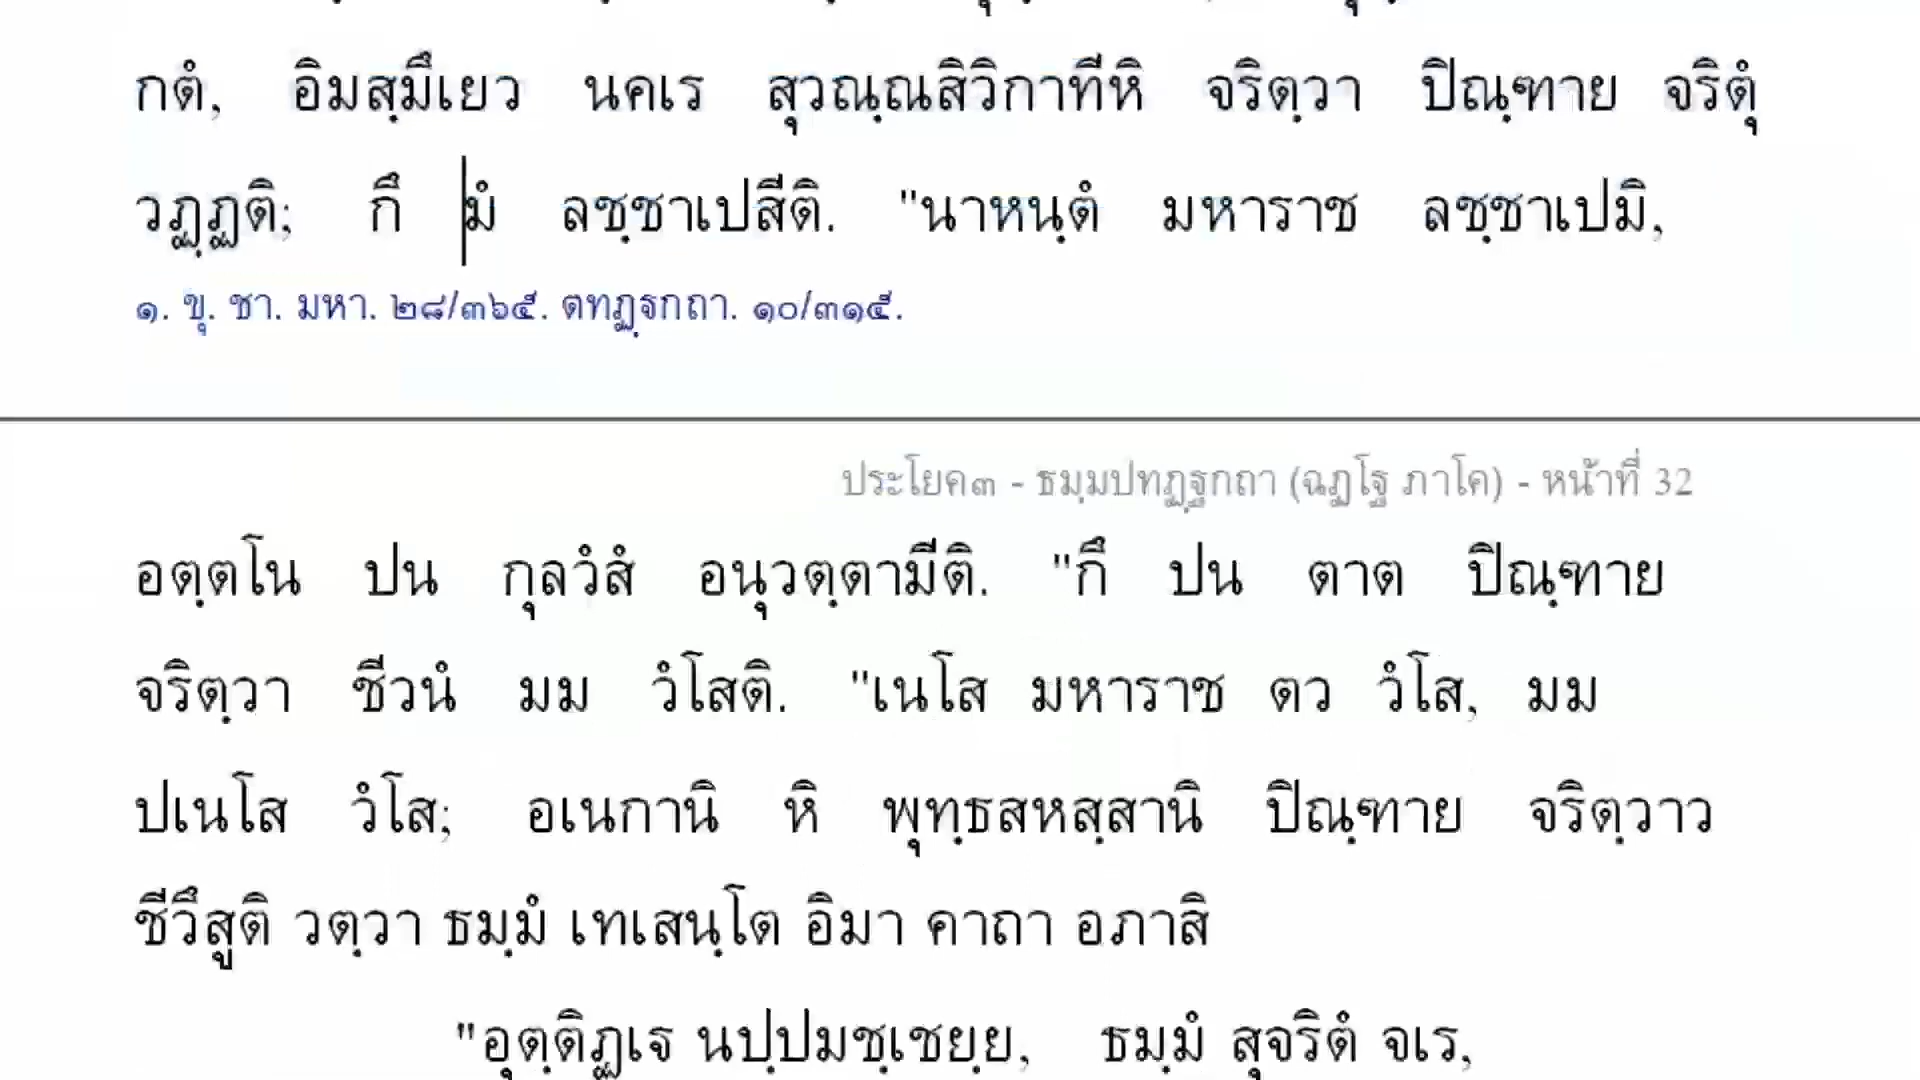 กตํ, อิมสฺมึเยว นคเร สุวณฺณสิวิกาทีหิ จริตฺวา ปิณฺฑาย จริตุํ
วฏฺฏติ; กึ มํ ลชฺชาเปสีติ. "นาหนฺตํ มหาราช ลชฺชาเปมิ,
๑. ขุ. ชา. มหา. ๒๘/๓๖๕. ตทฏฺฐกถา. ๑๐/๓๑๕.
ประโยค๓ - ธมฺมปทฏฺฐกถา (ฉฏฺโฐ ภาโค) - หน้าที่ 32
อตฺตโน ปน กุลวํสํ อนุวตฺตามีติ. "กึ ปน ตาต ปิณฺฑาย
จริตฺวา ชีวนํ มม วํโสติ. "เนโส มหาราช ตว วํโส, มม
ปเนโส วํโส; อเนกานิ หิ พุทฺธสหสฺสานิ ปิณฺฑาย จริตฺวาว
ชีวึสูติ วตฺวา ธมฺมํ เทเสนฺโต อิมา คาถา อภาสิ
"อุตฺติฏฺเฐ นปฺปมชฺเชยฺย, ธมฺมํ สุจริตํ จเร,